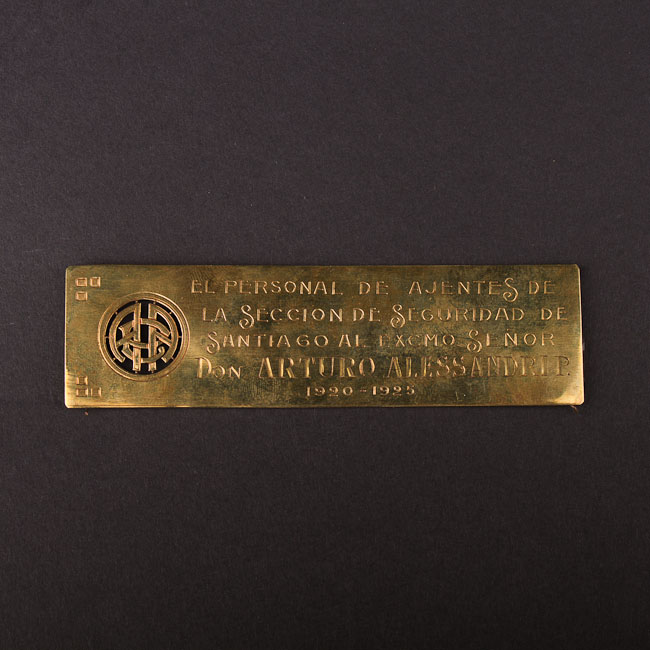 EL PERSONAL DE AJENTES DE
LA SECCION DE SEGURIDAD DE
SANTIAGO AL EXCMO SEÑOR
DON ARTURO ALESSANDRI P.
1920-1925